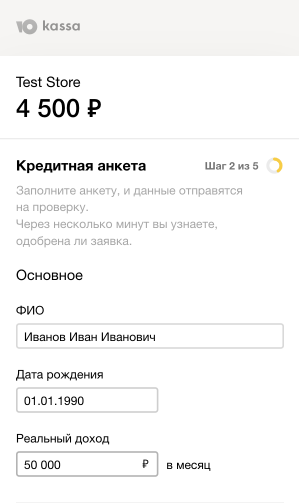 Ю kassa
Test Store
4 500 ₽
Кредитная анкета
Шаг 2 из 5
Заполните анкету, и данные отправятся
на проверку.
Через несколько минут вы узнаете,
одобрена ли заявка.
Основное
ФИО
Иванов Иван Иванович
Дата рождения
01.01.1990
Реальный доход
50 000 ₽ в месяц